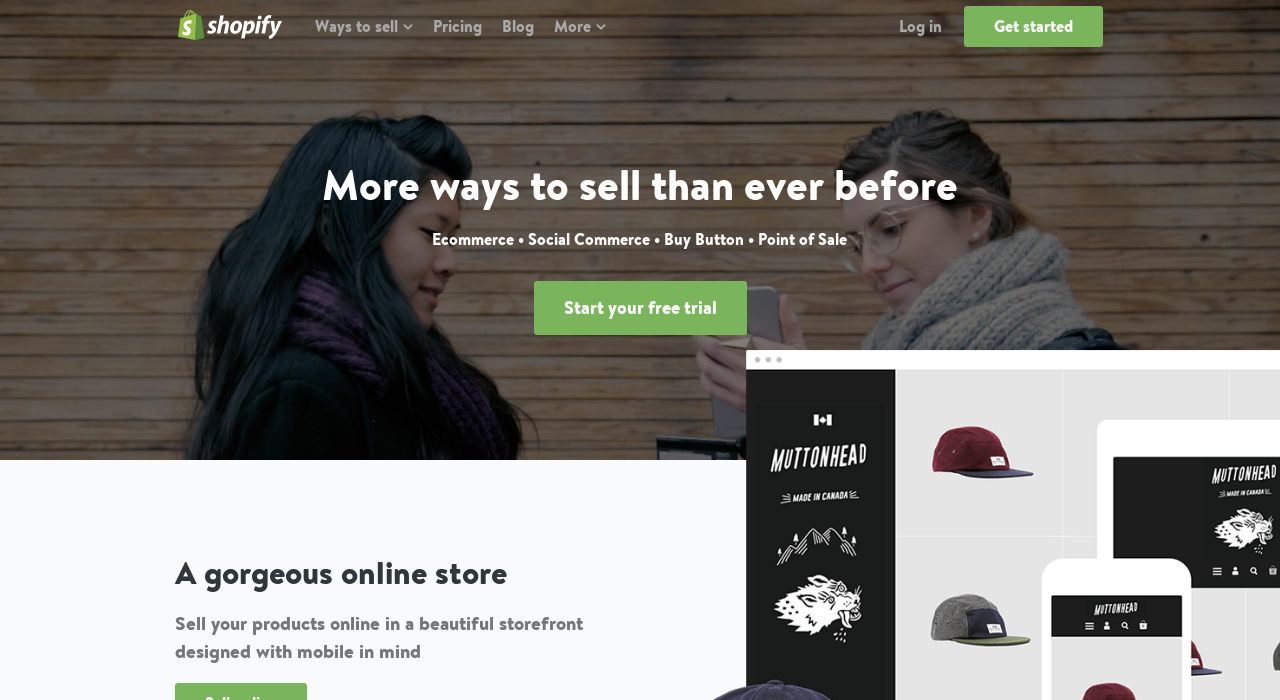 shopify
Ways to sell
Pricing
Blog
More
Log in
Get started
More ways to sell than ever before
Ecommerce • Social Commerce • Buy Button • Point of Sale
Start your free trial
MUTTONHEAD
MADE IN CANADA
MUTTONHEAD
MADE IN CANADA
MUTTONHEAD
A gorgeous online store
Sell your products online in a beautiful storefront
designed with mobile in mind